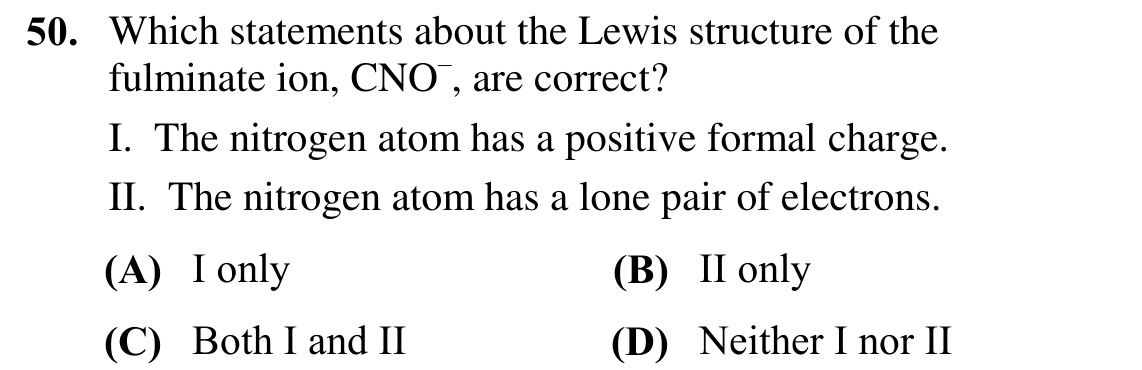 50. Which statements about the Lewis structure of the
fulminate ion, CNO⁻, are correct?
I. The nitrogen atom has a positive formal charge.
II. The nitrogen atom has a lone pair of electrons.
(A) I only (B) II only
(C) Both I and II (D) Neither I nor II